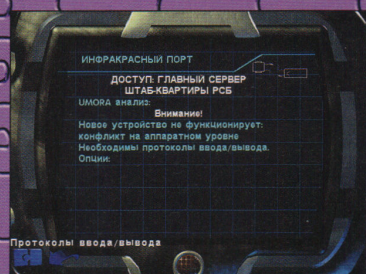 ИНФРАКРАСНЫЙ ПОРТ
ДОСТУП: ГЛАВНЫЙ СЕРВЕР
ШТАБ-КВАРТИРЫ РСБ
UMORA анализ:
Внимание!
Новое устройство не функционирует:
конфликт на аппаратном уровне
Необходимы протоколы ввода/вывода.
Опции:
Протоколы ввода/вывода